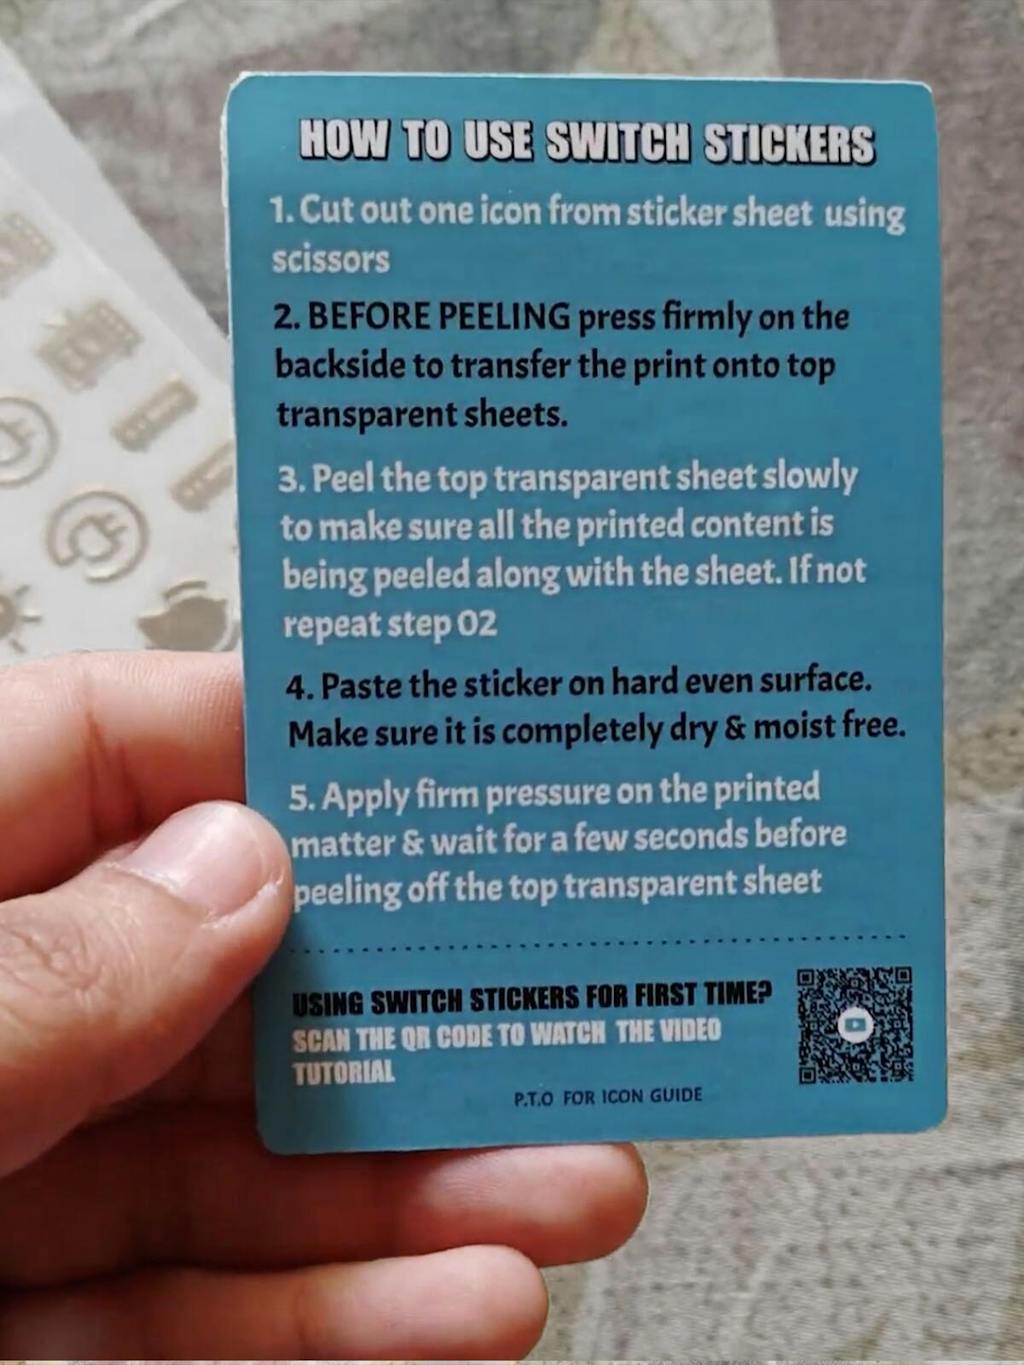 HOW TO USE SWITCH STICKERS
1. Cut out one icon from sticker sheet using
scissors
2. BEFORE PEELING press firmly on the
backside to transfer the print onto top
transparent sheets.
3. Peel the top transparent sheet slowly
to make sure all the printed content is
being peeled along with the sheet. If not
repeat step 02
4. Paste the sticker on hard even surface.
Make sure it is completely dry & moist free.
5. Apply firm pressure on the printed
matter & wait for a few seconds before
peeling off the top transparent sheet
USING SWITCH STICKERS FOR FIRST TIME?
SCAN THE QR CODE TO WATCH THE VIDEO
TUTORIAL
P.T.O FOR ICON GUIDE